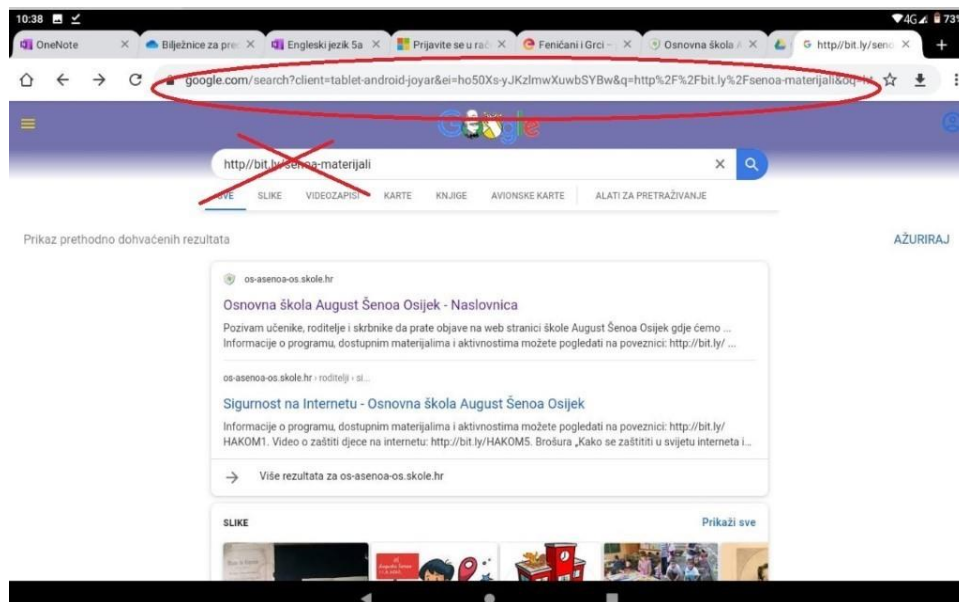 10:38 4G 73%
OneNote Bilježnice za pre Engleski jezik 5a Prijavite se u rač Feničani i Grci – Osnovna škola A http//bit.ly/seno
google.com/search?client=tablet-android-joyar&ei=ho50Xs-yJKzlmwXuwbSYBw&q=http%2F%2Fbit.ly%2Fsenoa-materijali&oq=ht
Google
http//bit.ly/senoa-materijali
SVE SLIKE VIDEOZAPISI KARTE KNJIGE AVIONSKE KARTE ALATI ZA PRETRAŽIVANJE
Prikaz prethodno dohvaćenih rezultata AŽURIRAJ
os-asenoa-os.skole.hr
Osnovna škola August Šenoa Osijek - Naslovnica
Pozivam učenike, roditelje i skrbnike da prate objave na web stranici škole August Šenoa Osijek gdje ćemo ...
Informacije o programu, dostupnim materijalima i aktivnostima možete pogledati na poveznici: http://bit.ly/ ...
os-asenoa-os.skole.hr › roditelji › si...
Sigurnost na Internetu - Osnovna škola August Šenoa Osijek
Informacije o programu, dostupnim materijalima i aktivnostima možete pogledati na poveznici: http://bit.ly/
HAKOM1. Video o zaštiti djece na internetu: http://bit.ly/HAKOM5. Brošura „Kako se zaštititi u svijetu interneta i...
Više rezultata za os-asenoa-os.skole.hr
SLIKE Prikaži sve